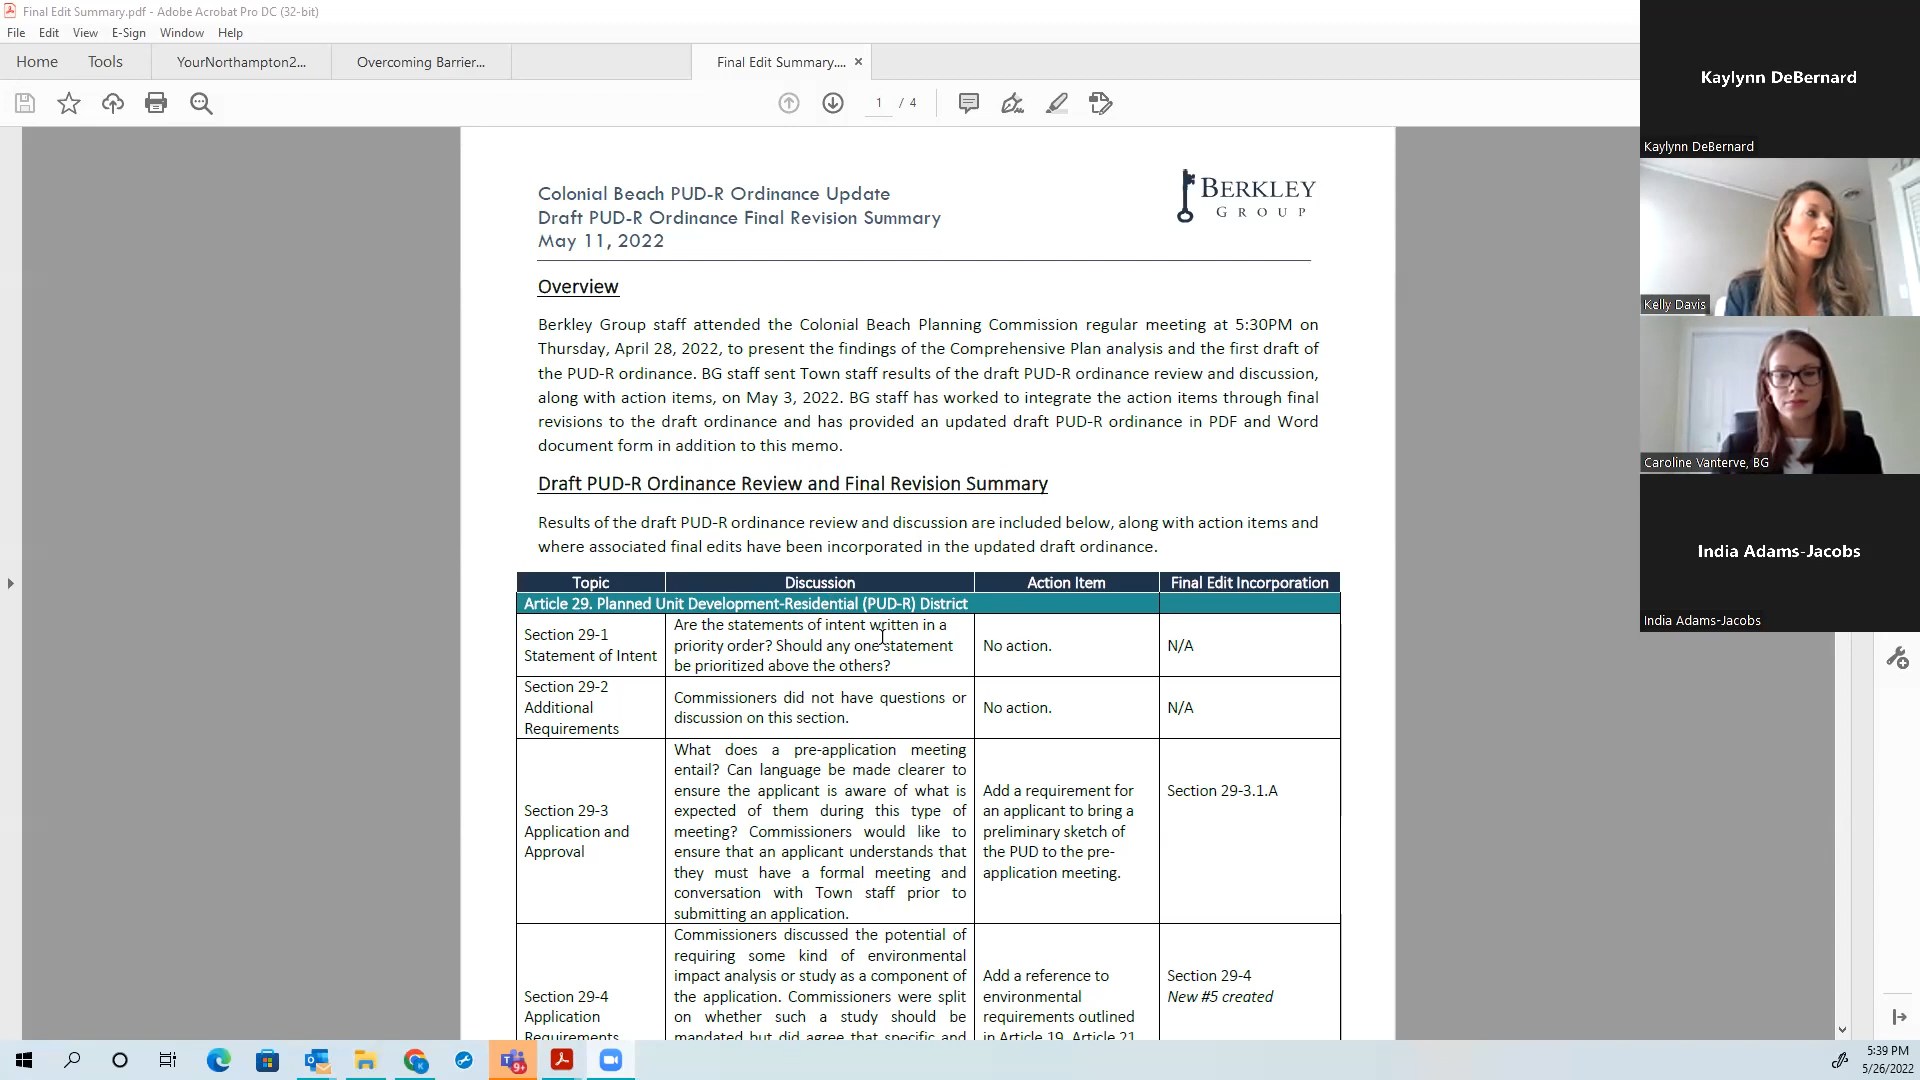 Final Edit Summary.pdf - Adobe Acrobat Pro DC (32-bit)
File Edit View E-Sign Window Help
Home Tools YourNorthampton2... Overcoming Barrier... Final Edit Summary.... ×
1 / 4
Colonial Beach PUD-R Ordinance Update
Draft PUD-R Ordinance Final Revision Summary
May 11, 2022
BERKLEY
GROUP
Overview
Berkley Group staff attended the Colonial Beach Planning Commission regular meeting at 5:30PM on
Thursday, April 28, 2022, to present the findings of the Comprehensive Plan analysis and the first draft of
the PUD-R ordinance. BG staff sent Town staff results of the draft PUD-R ordinance review and discussion,
along with action items, on May 3, 2022. BG staff has worked to integrate the action items through final
revisions to the draft ordinance and has provided an updated draft PUD-R ordinance in PDF and Word
document form in addition to this memo.
Draft PUD-R Ordinance Review and Final Revision Summary
Results of the draft PUD-R ordinance review and discussion are included below, along with action items and
where associated final edits have been incorporated in the updated draft ordinance.
Topic Discussion Action Item Final Edit Incorporation
Article 29. Planned Unit Development-Residential (PUD-R) District
Section 29-1
Statement of Intent
Are the statements of intent written in a
priority order? Should any one statement
be prioritized above the others?
No action.
N/A
Section 29-2
Additional
Requirements
Commissioners did not have questions or
discussion on this section.
No action.
N/A
Section 29-3
Application and
Approval
What does a pre-application meeting
entail? Can language be made clearer to
ensure the applicant is aware of what is
expected of them during this type of
meeting? Commissioners would like to
ensure that an applicant understands that
they must have a formal meeting and
conversation with Town staff prior to
submitting an application.
Add a requirement for
an applicant to bring a
preliminary sketch of
the PUD to the pre-
application meeting.
Section 29-3.1.A
Section 29-4
Application
Requirements
Commissioners discussed the potential of
requiring some kind of environmental
impact analysis or study as a component of
the application. Commissioners were split
on whether such a study should be
mandated but did agree that specific and
Add a reference to
environmental
requirements outlined
in Article 19, Article 21
Section 29-4
New #5 created
Kaylynn DeBernard
Kaylynn DeBernard
Kelly Davis
Caroline Vanterve, BG
India Adams-Jacobs
India Adams-Jacobs
9+
5:39 PM
5/26/2022